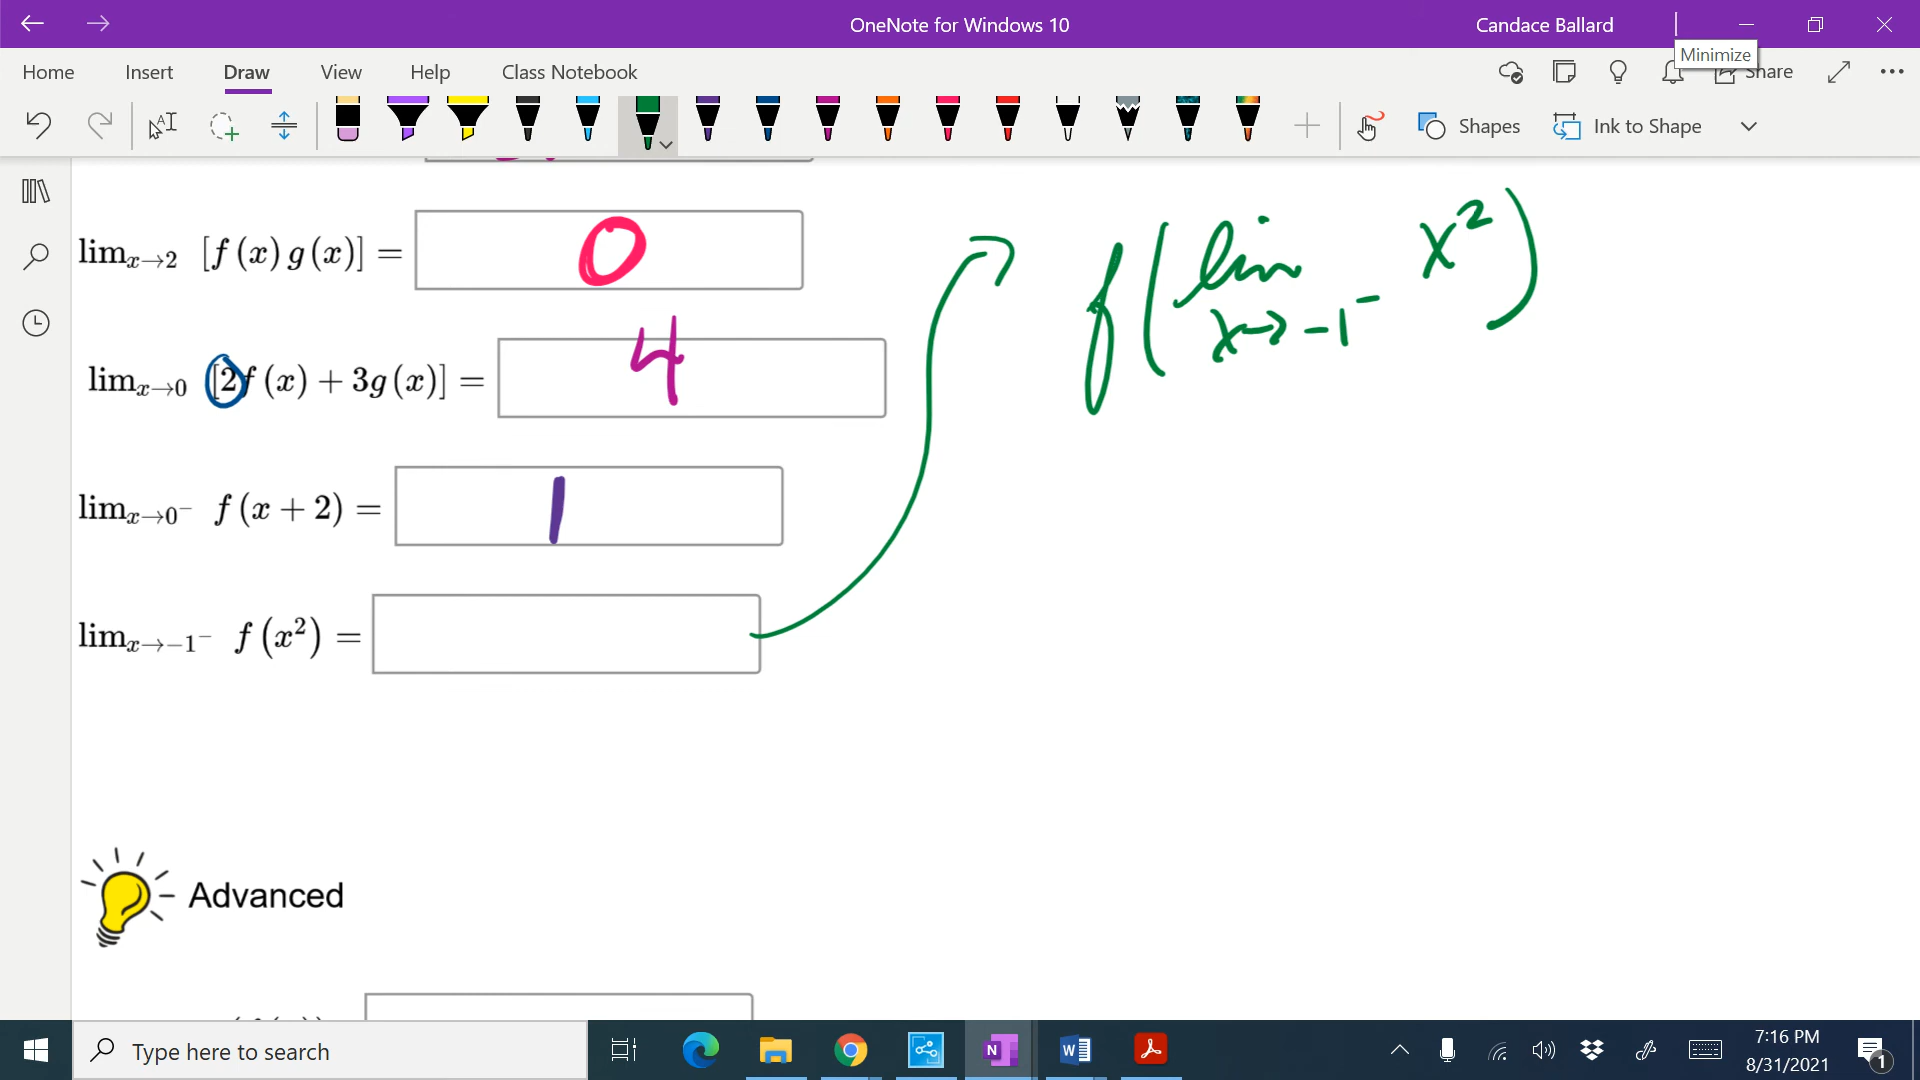 OneNote for Windows 10
Candace Ballard
Minimize
Home Insert Draw View Help Class Notebook Share
Shapes Ink to Shape
lim_{x→2} [f(x) g(x)] = 0
lim_{x→0} [2f(x) + 3g(x)] = 4
lim_{x→0⁻} f(x + 2) = 1
lim_{x→-1⁻} f(x²) =
f(lim_{x→-1⁻} x²)
Advanced
Type here to search
7:16 PM
8/31/2021
1